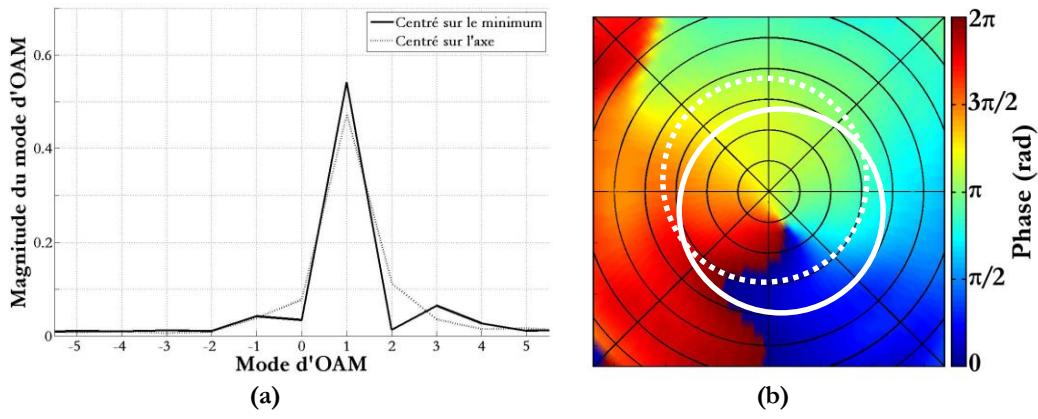 Magnitude du mode d'OAM
0.6
0.4
0.2
0
Centré sur le minimum
Centré sur l'axe
-5 -4 -3 -2 -1 0 1 2 3 4 5
Mode d'OAM
(a)
2π
3π/2
π
π/2
0
Phase (rad)
(b)